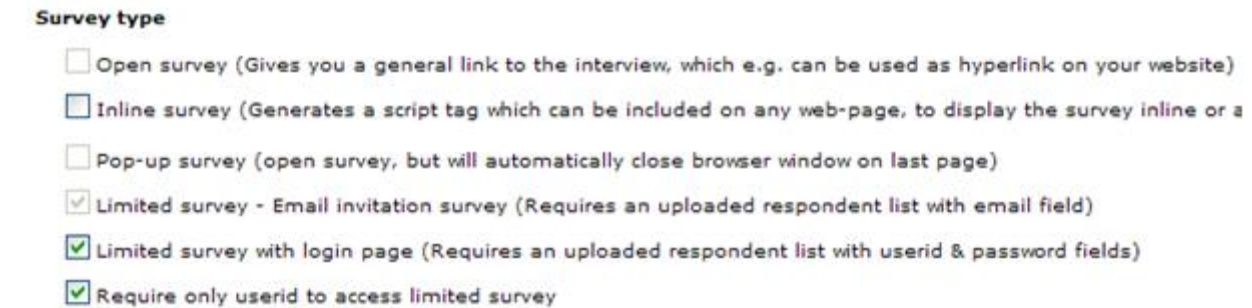 Survey type
Open survey (Gives you a general link to the interview, which e.g. can be used as hyperlink on your website)
Inline survey (Generates a script tag which can be included on any web-page, to display the survey inline or a
Pop-up survey (open survey, but will automatically close browser window on last page)
Limited survey - Email invitation survey (Requires an uploaded respondent list with email field)
Limited survey with login page (Requires an uploaded respondent list with userid & password fields)
Require only userid to access limited survey